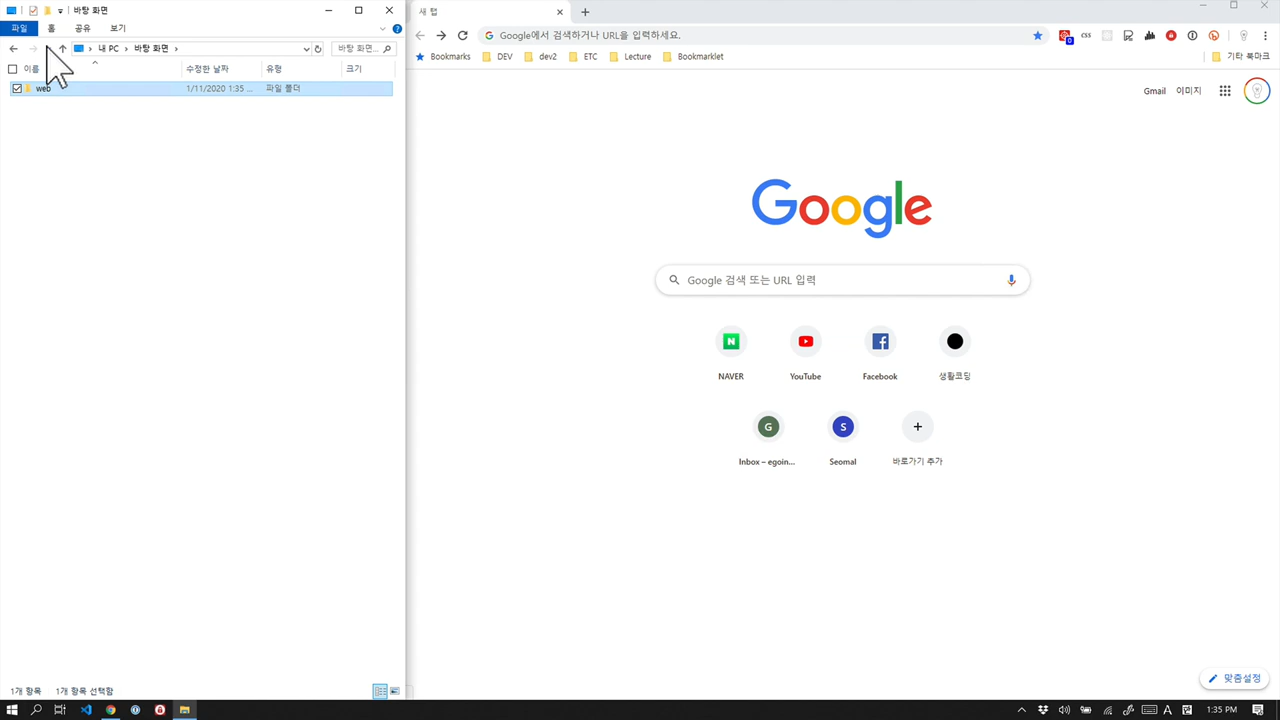 바탕 화면
파일 홈 공유 보기
내 PC 바탕 화면 바탕 화면...
이름 수정한 날짜 유형 크기
web 1/11/2020 1:35 ... 파일 폴더
1개 항목 1개 항목 선택함
새 탭
Google에서 검색하거나 URL을 입력하세요.
0 CSS
Bookmarks DEV dev2 ETC Lecture Bookmarklet 기타 북마크
Gmail 이미지
Google
Google 검색 또는 URL 입력
N
NAVER YouTube Facebook 생활코딩
G S
Inbox – egoin... Seomal 바로가기 추가
맞춤설정
A 1:35 PM